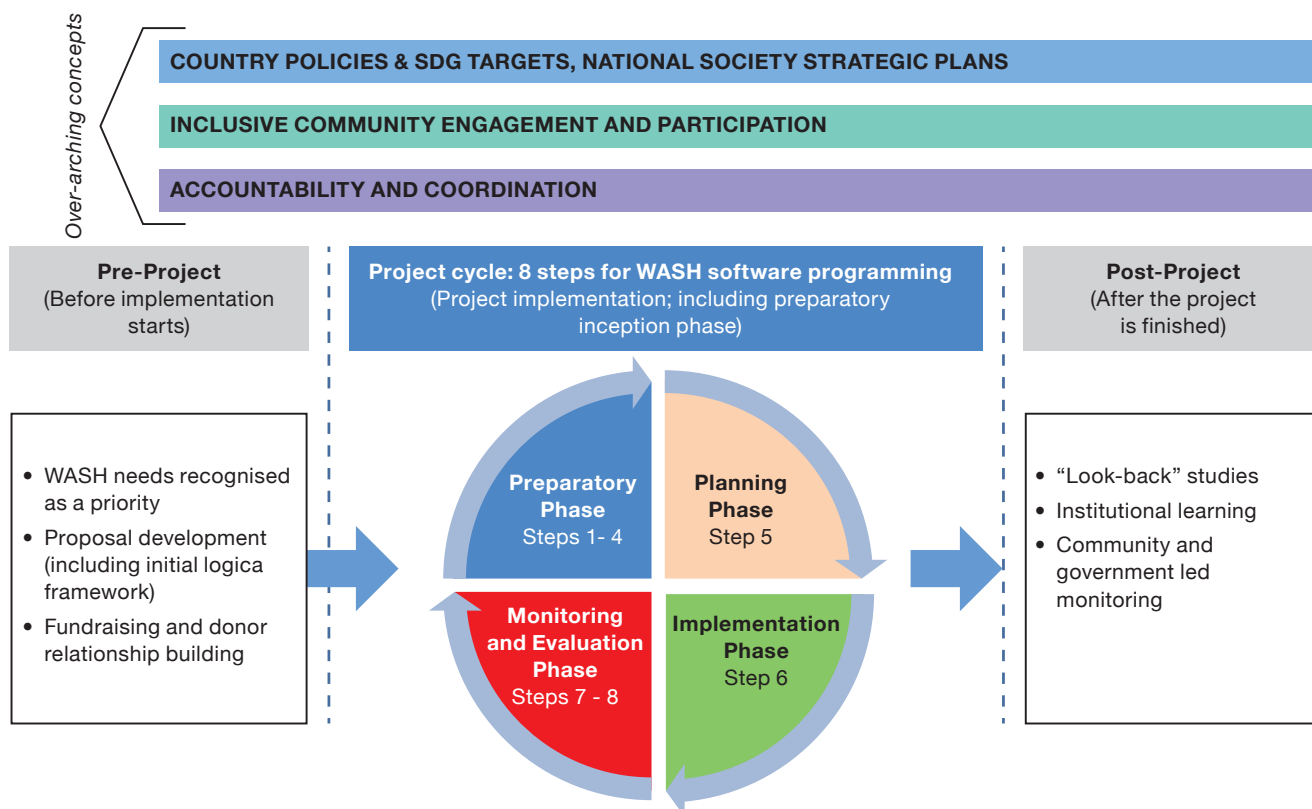 Over-arching concepts
COUNTRY POLICIES & SDG TARGETS, NATIONAL SOCIETY STRATEGIC PLANS
INCLUSIVE COMMUNITY ENGAGEMENT AND PARTICIPATION
ACCOUNTABILITY AND COORDINATION
Pre-Project
(Before implementation
starts)
Project cycle: 8 steps for WASH software programming
(Project implementation; including preparatory
inception phase)
Post-Project
(After the project
is finished)
• WASH needs recognised
as a priority
• Proposal development
(including initial logica
framework)
• Fundraising and donor
relationship building
Preparatory
Phase
Steps 1- 4
Planning
Phase
Step 5
Monitoring
and Evaluation
Phase
Steps 7 - 8
Implementation
Phase
Step 6
• “Look-back” studies
• Institutional learning
• Community and
government led
monitoring